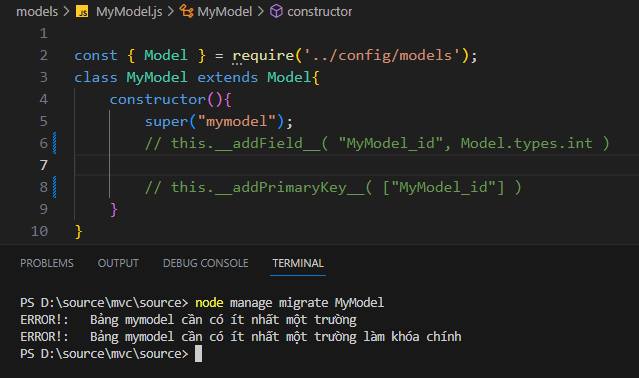 models > JS MyModel.js > MyModel > constructor
1
2 const { Model } = require('../config/models');
3 class MyModel extends Model{
4 constructor(){
5 super("mymodel");
6 // this.__addField__( "MyModel_id", Model.types.int )
7
8 // this.__addPrimaryKey__( ["MyModel_id"] )
9 }
10 }
PROBLEMS OUTPUT DEBUG CONSOLE TERMINAL
PS D:\source\mvc\source> node manage migrate MyModel
ERROR!: Bảng mymodel cần có ít nhất một trường
ERROR!: Bảng mymodel cần có ít nhất một trường làm khóa chính
PS D:\source\mvc\source>